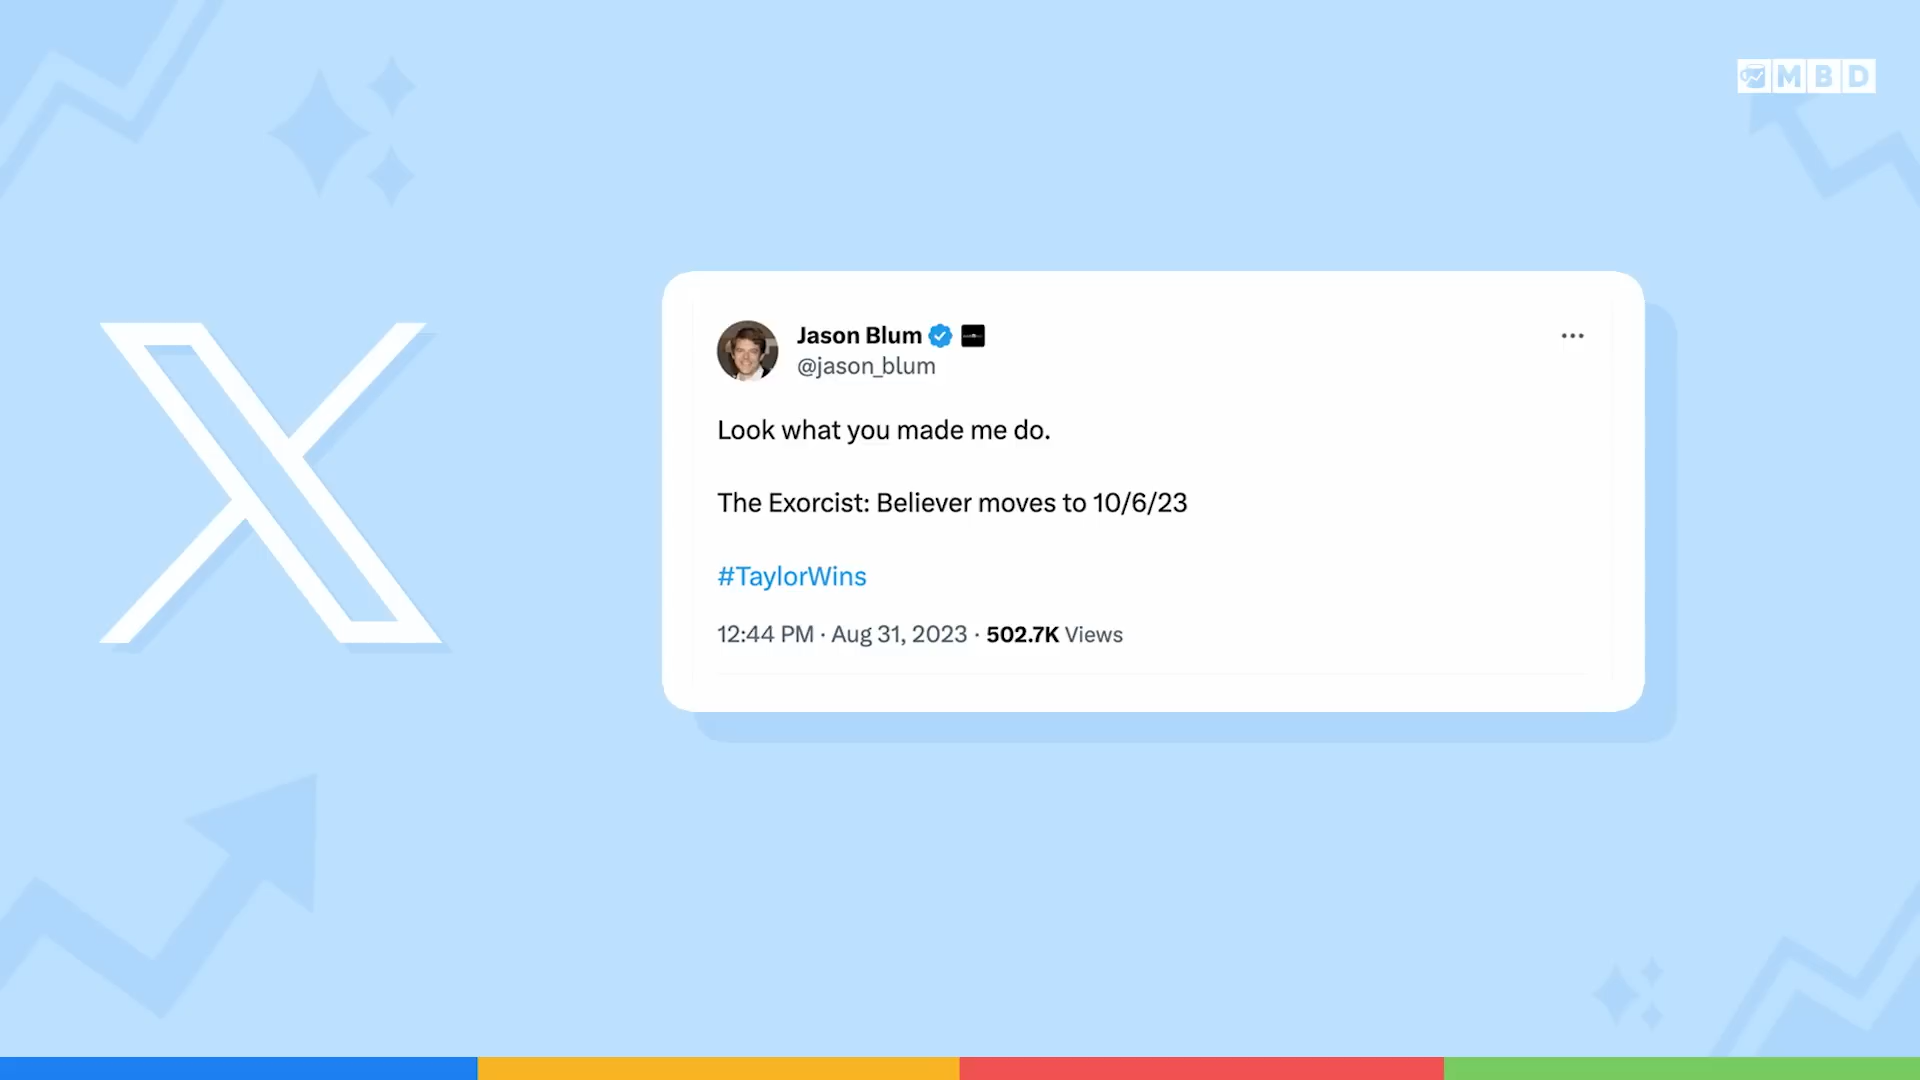 MBD
Jason Blum
@jason_blum
Look what you made me do.
The Exorcist: Believer moves to 10/6/23
#TaylorWins
12:44 PM · Aug 31, 2023 · 502.7K Views